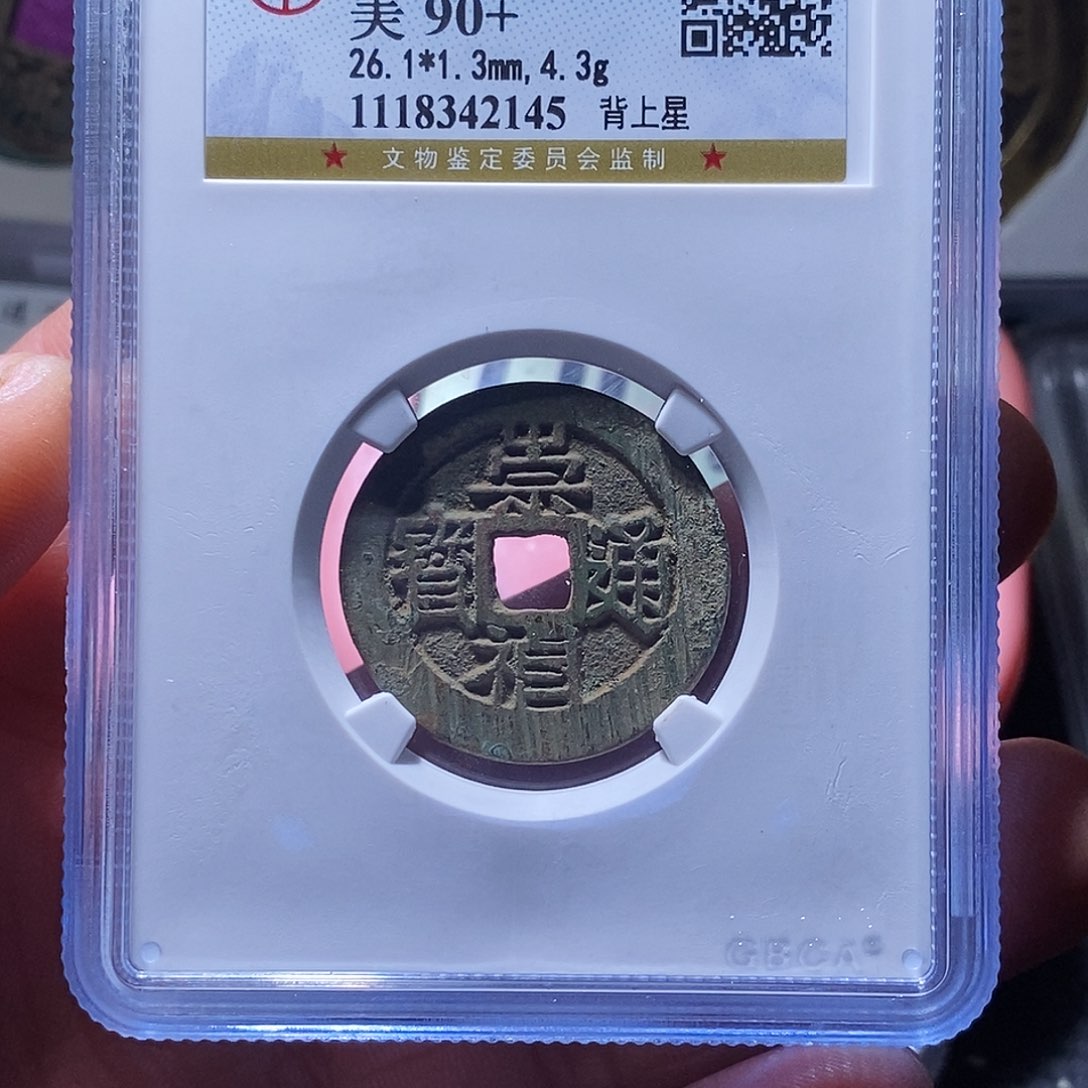 美 90+
26.1*1.3mm,4.3g
1118342145 背上星
★ 文物鉴定委员会监制 ★
崇禎通寶
GBCA®